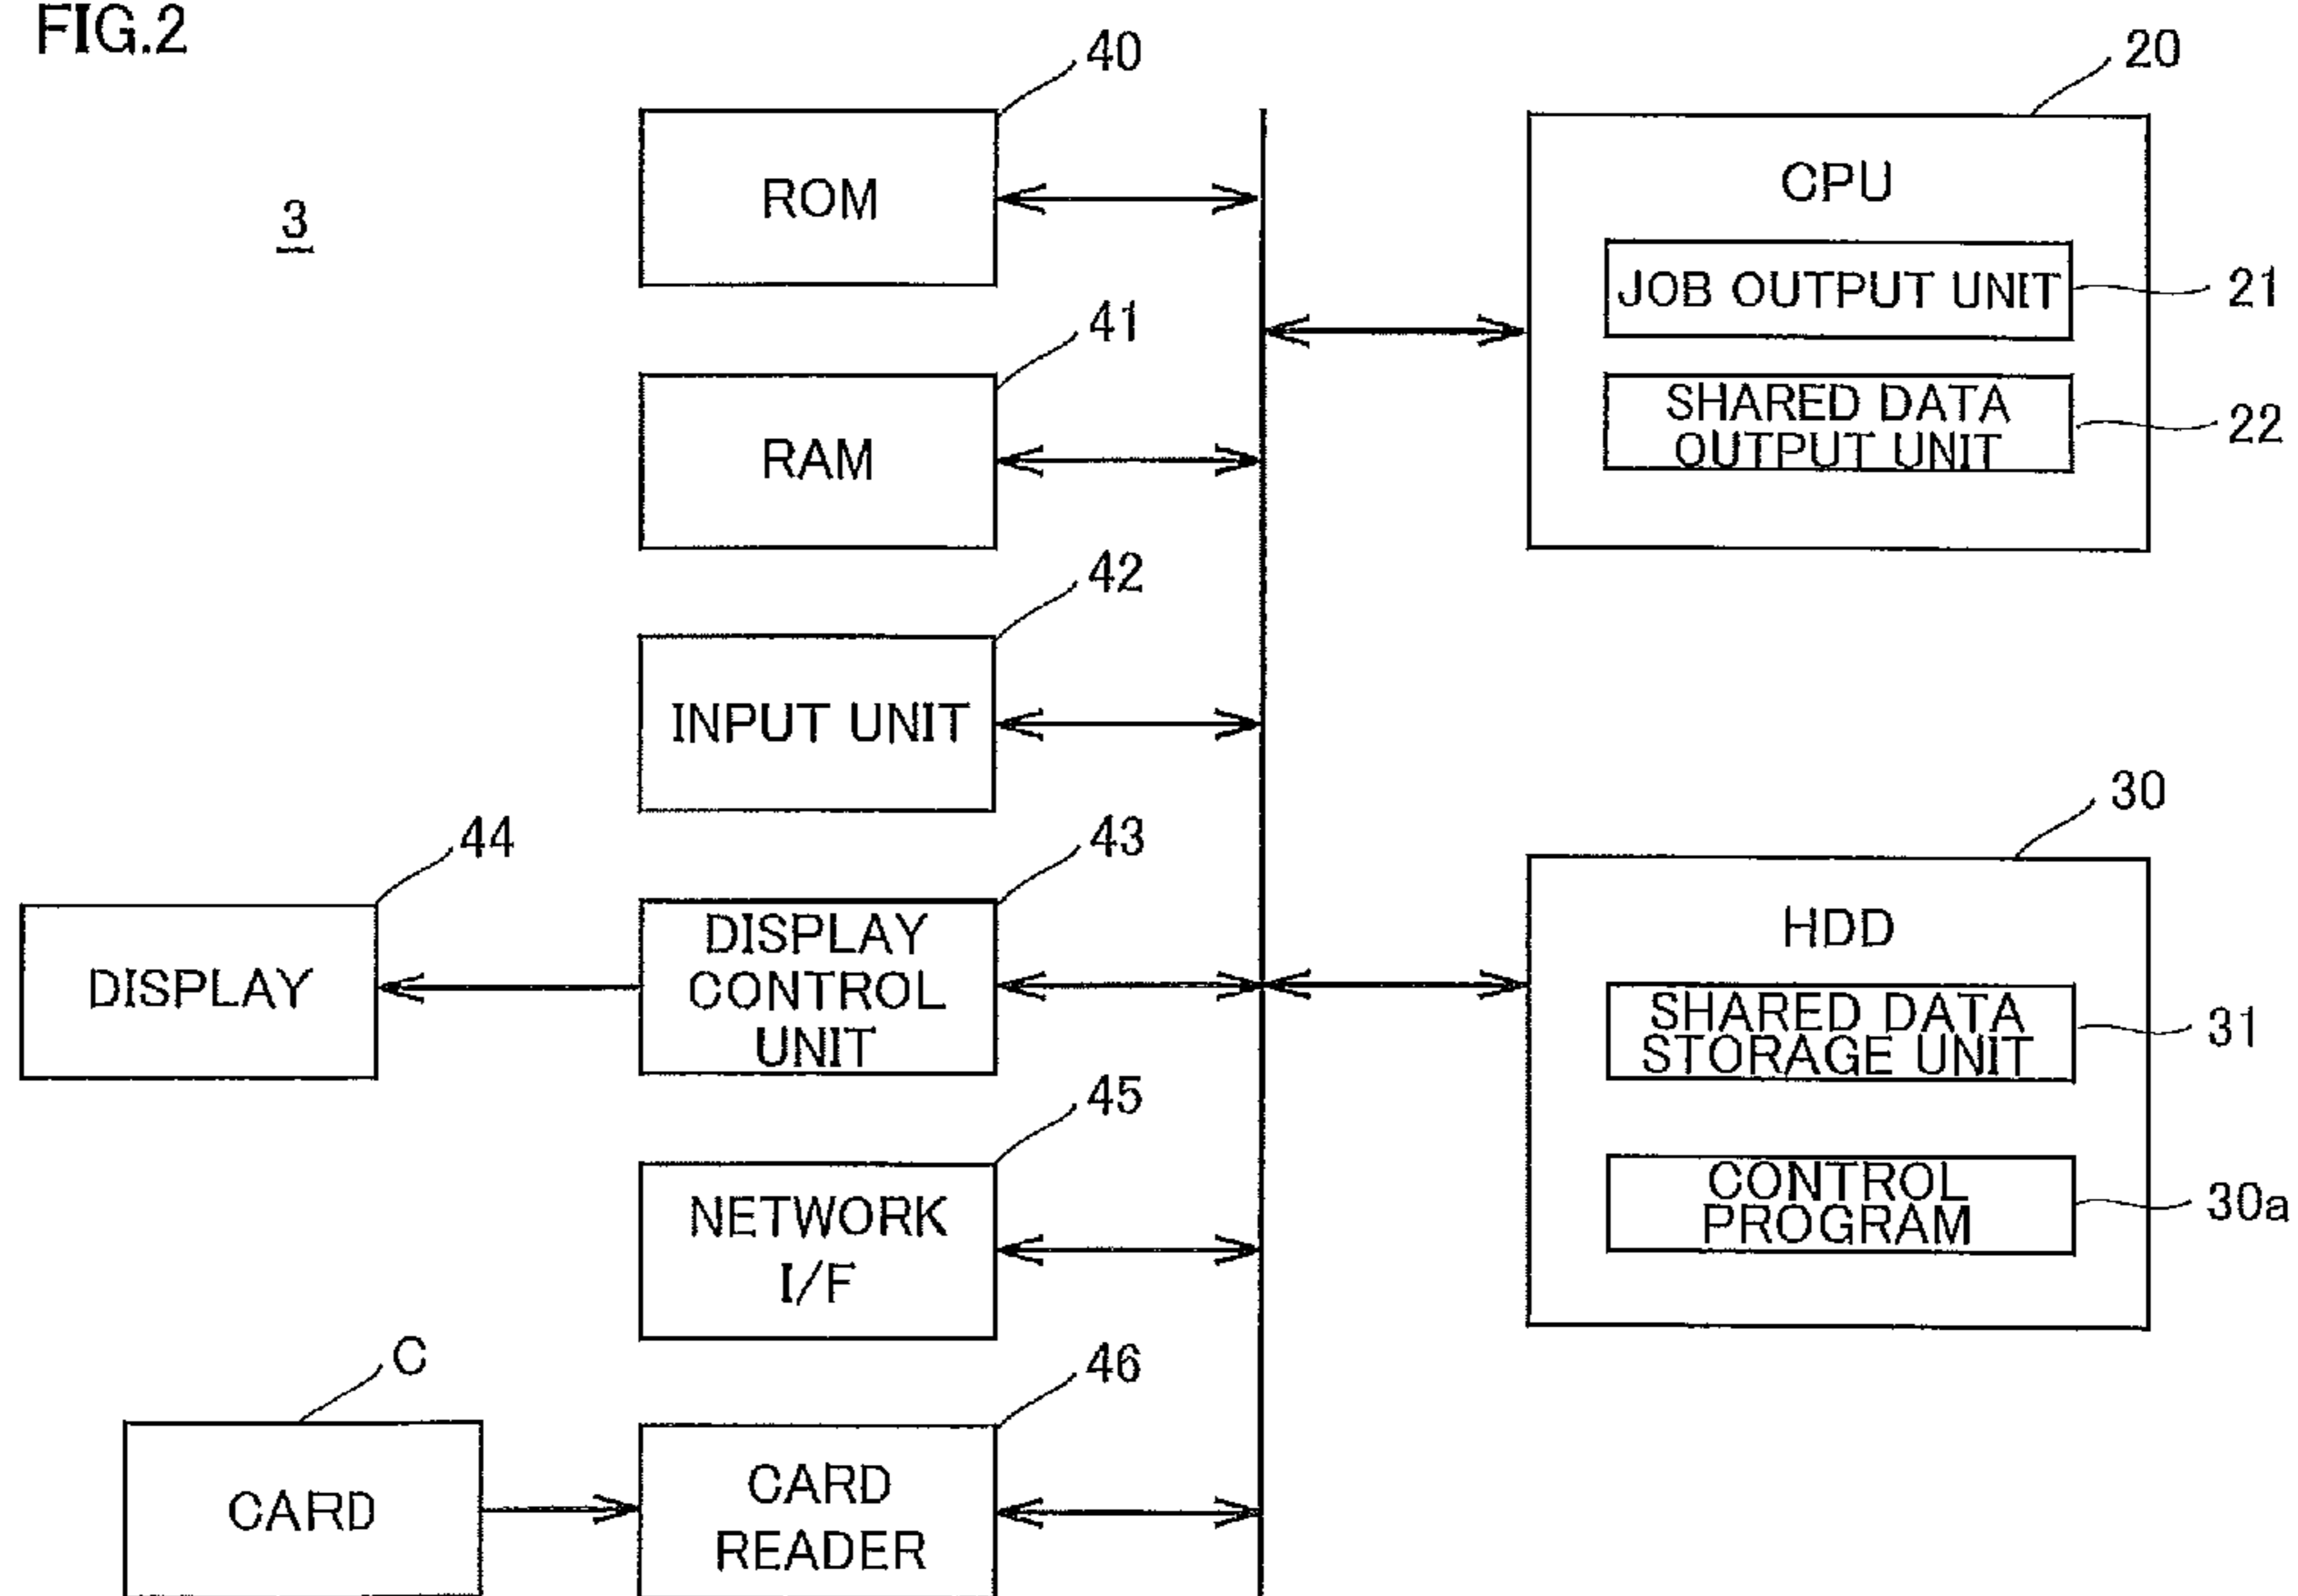 FIG.2
3
40
ROM
41
RAM
42
INPUT UNIT
43
DISPLAY
CONTROL
UNIT
44
DISPLAY
45
NETWORK
I/F
46
CARD
READER
C
CARD
20
CPU
JOB OUTPUT UNIT
21
SHARED DATA
OUTPUT UNIT
22
30
HDD
SHARED DATA
STORAGE UNIT
31
CONTROL
PROGRAM
30a